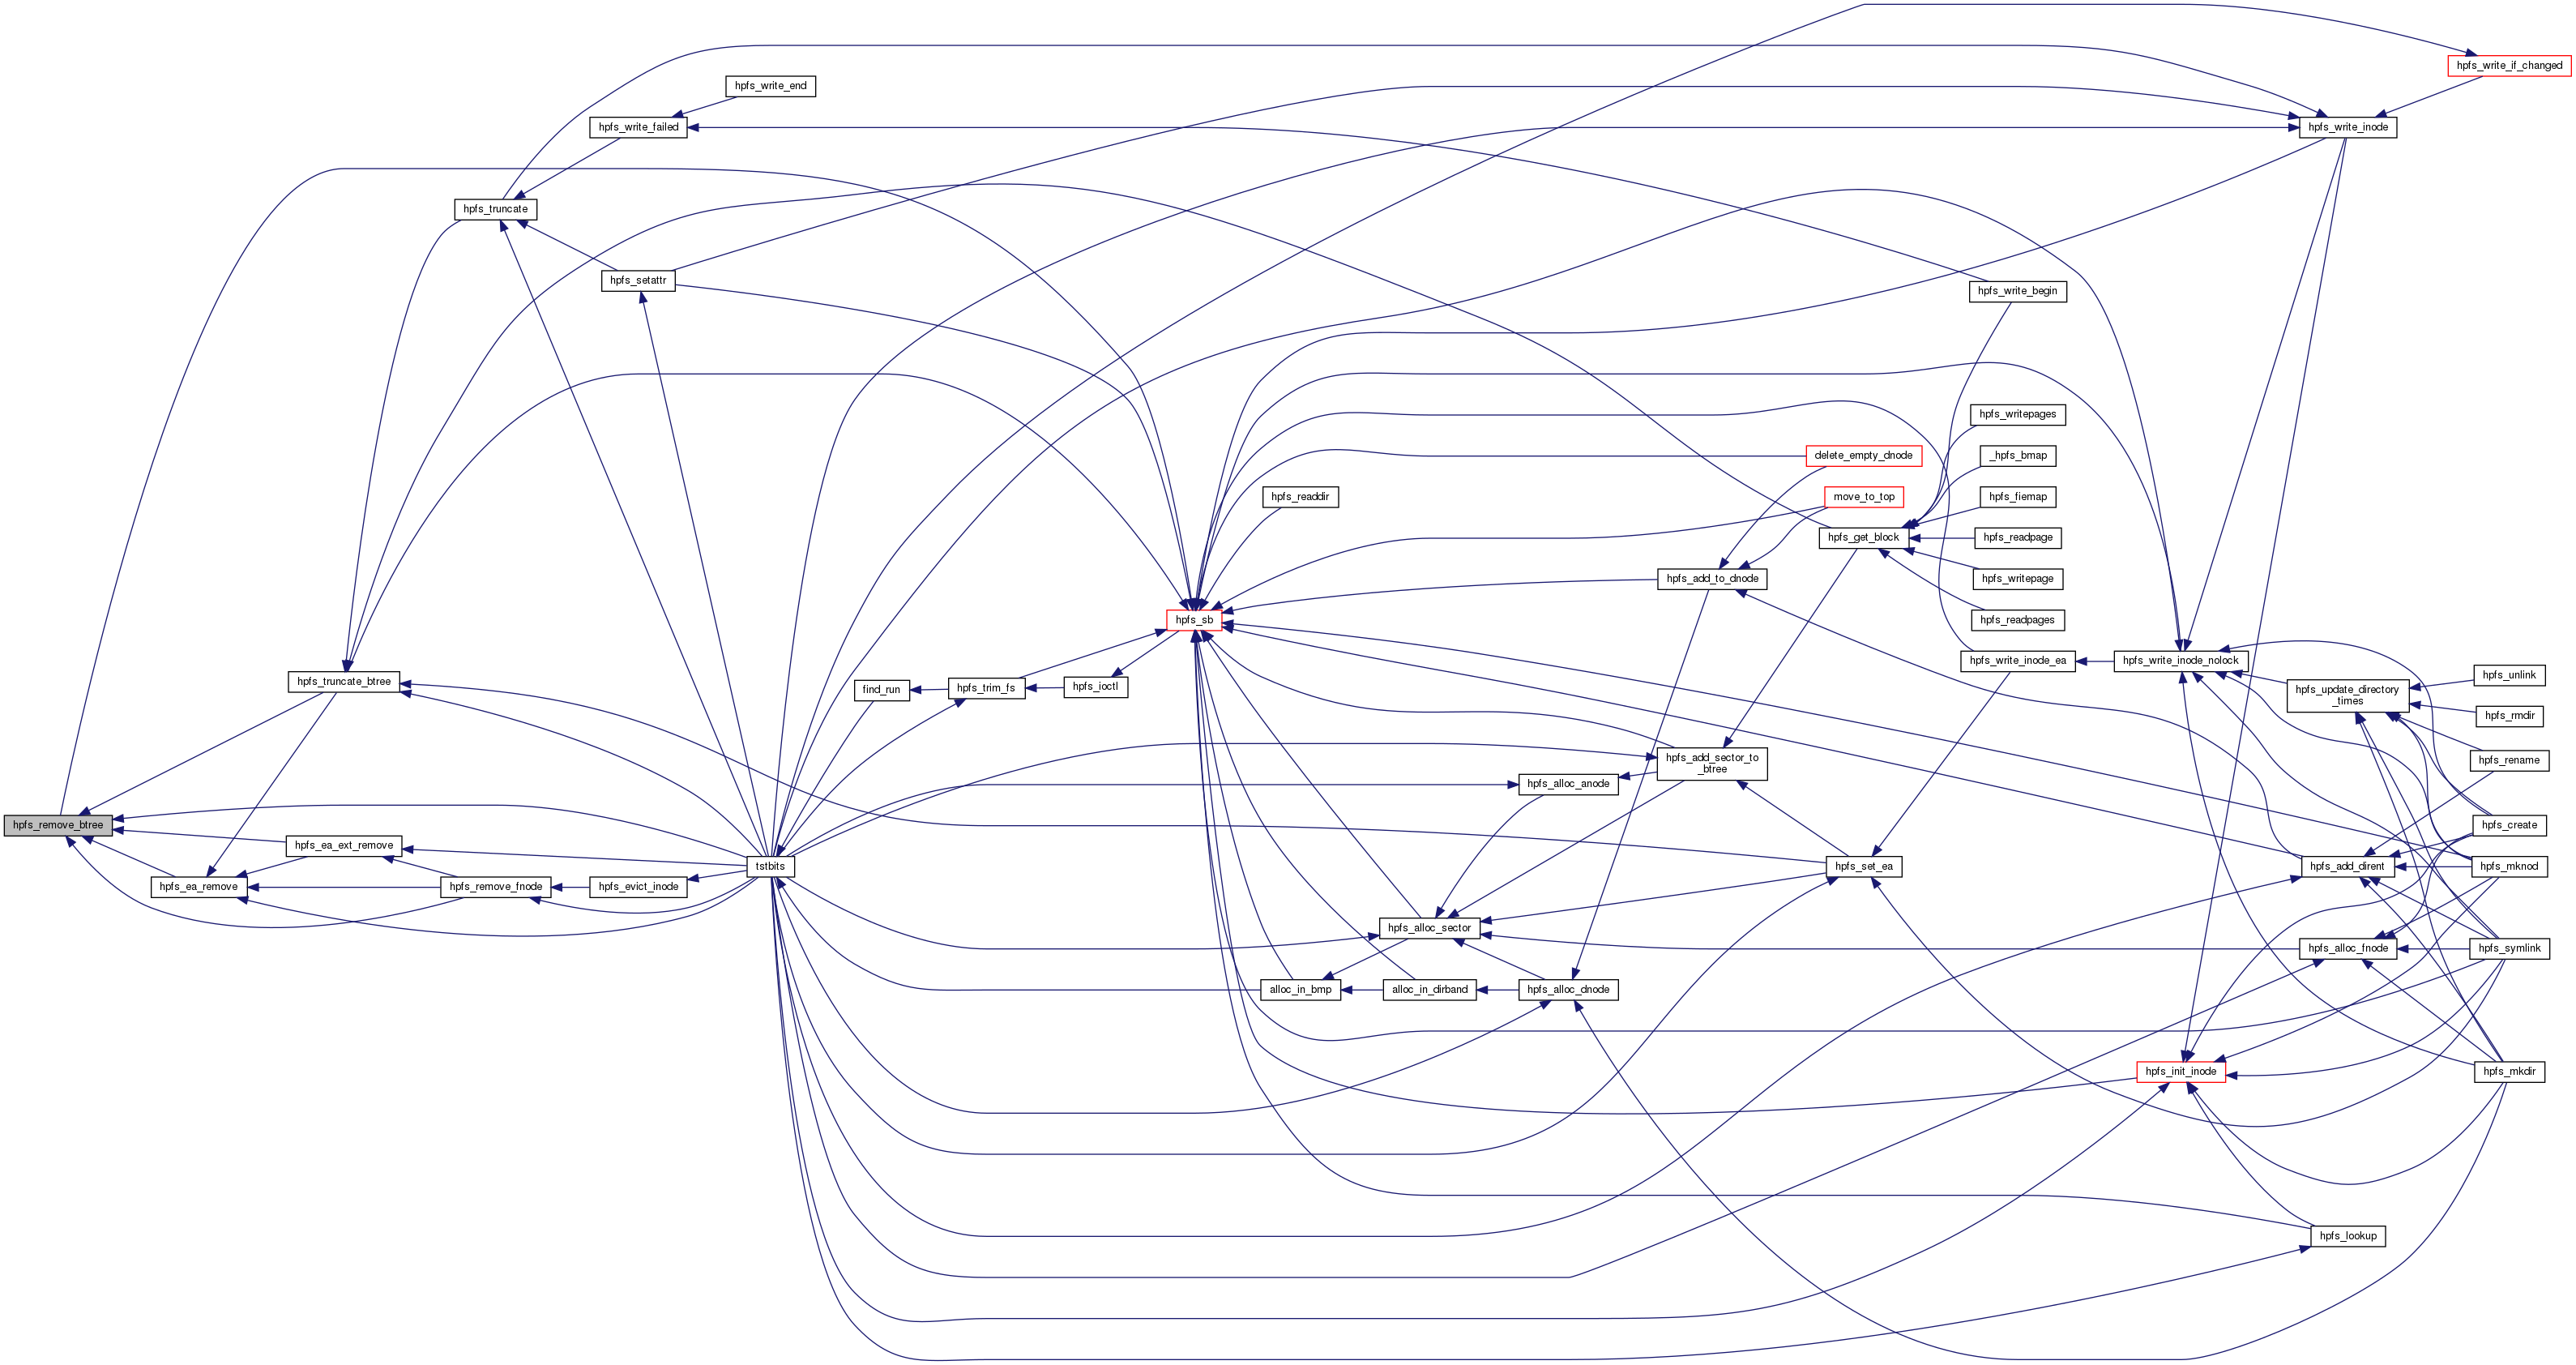 hpfs_write_if_changed
hpfs_write_end
hpfs_write_failed
hpfs_write_inode
hpfs_truncate
hpfs_setattr
hpfs_write_begin
hpfs_writepages
delete_empty_dnode
_hpfs_bmap
hpfs_readdir
move_to_top
hpfs_fiemap
hpfs_get_block
hpfs_readpage
hpfs_add_to_dnode
hpfs_writepage
hpfs_sb
hpfs_readpages
hpfs_write_inode_ea
hpfs_write_inode_nolock
hpfs_unlink
hpfs_truncate_btree
find_run
hpfs_trim_fs
hpfs_ioctl
hpfs_update_directory
_times
hpfs_rmdir
hpfs_add_sector_to
_btree
hpfs_rename
hpfs_alloc_anode
hpfs_remove_btree
hpfs_create
hpfs_ea_ext_remove
tstbits
hpfs_set_ea
hpfs_add_dirent
hpfs_mknod
hpfs_ea_remove
hpfs_remove_fnode
hpfs_evict_inode
hpfs_alloc_sector
hpfs_alloc_fnode
hpfs_symlink
alloc_in_bmp
alloc_in_dirband
hpfs_alloc_dnode
hpfs_init_inode
hpfs_mkdir
hpfs_lookup